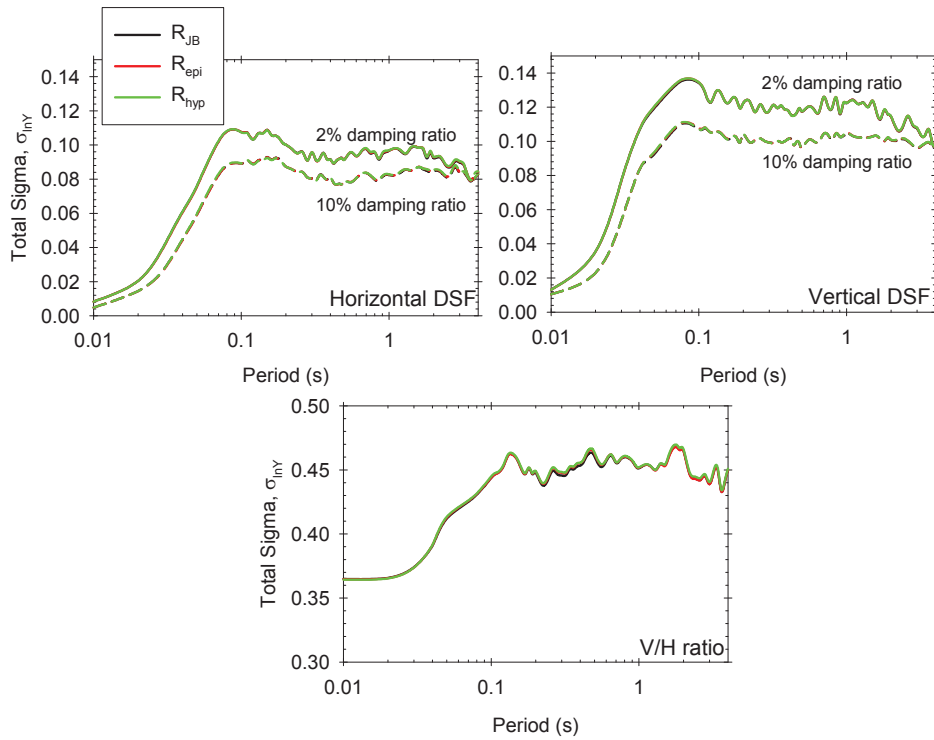 R_JB
R_epi
R_hyp
Total Sigma, σ_lnY
0.14
0.12
0.10
0.08
0.06
0.04
0.02
0.00
2% damping ratio
10% damping ratio
Horizontal DSF
0.01 0.1 1
Period (s)
0.14
0.12
0.10
0.08
0.06
0.04
0.02
0.00
2% damping ratio
10% damping ratio
Vertical DSF
0.01 0.1 1
Period (s)
Total Sigma, σ_lnY
0.50
0.45
0.40
0.35
0.30
V/H ratio
0.01 0.1 1
Period (s)